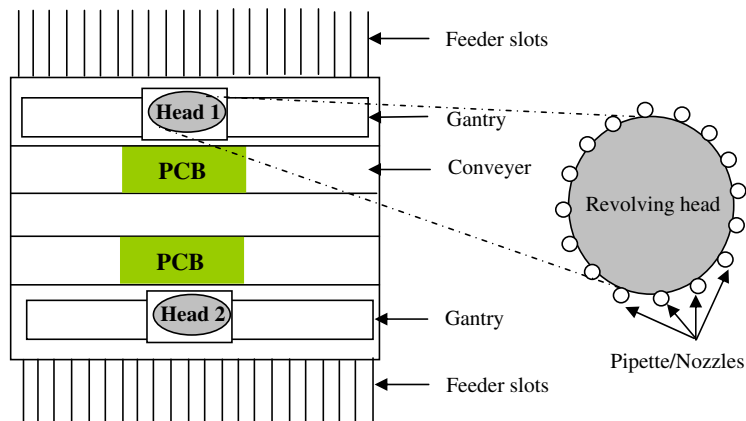 Feeder slots
Head 1
Gantry
PCB
Conveyer
Revolving head
PCB
Head 2
Gantry
Pipette/Nozzles
Feeder slots